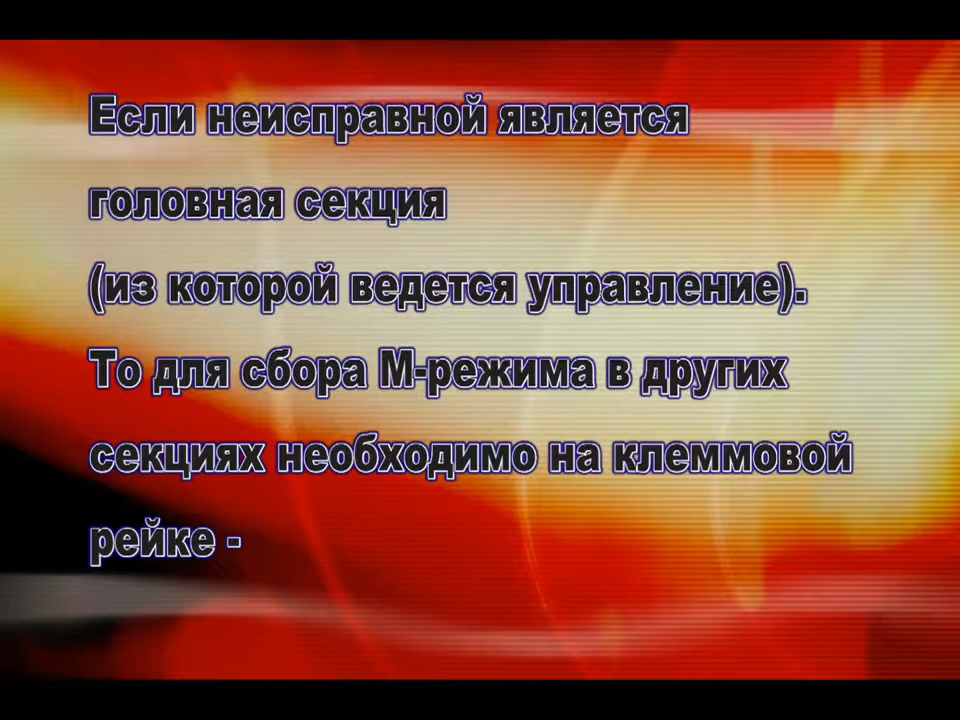 Если неисправной является
головная секция
(из которой ведется управление).
То для сбора М-режима в других
секциях необходимо на клеммовой
рейке -